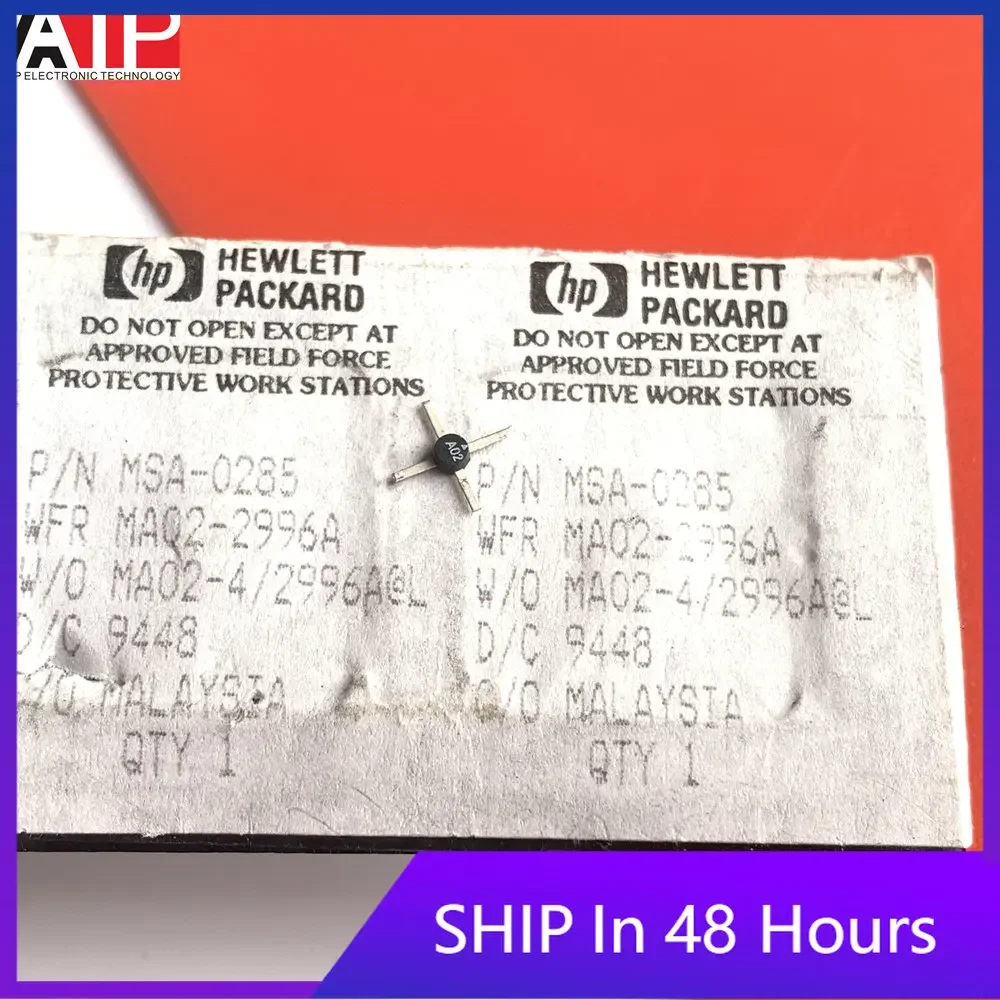 AIP
P ELECTRONIC TECHNOLOGY
hp HEWLETT PACKARD
DO NOT OPEN EXCEPT AT
APPROVED FIELD FORCE
PROTECTIVE WORK STATIONS
P/N MSA-0285
WFR MA02-2996A
W/O MA02-4/2996A@L
D/C 9448
/O MALAYSIA
QTY 1
hp HEWLETT PACKARD
DO NOT OPEN EXCEPT AT
APPROVED FIELD FORCE
PROTECTIVE WORK STATIONS
P/N MSA-0285
WFR MA02-2996A
W/O MA02-4/2996A@L
D/C 9448
C/O MALAYSIA
QTY 1
A02
SHIP In 48 Hours